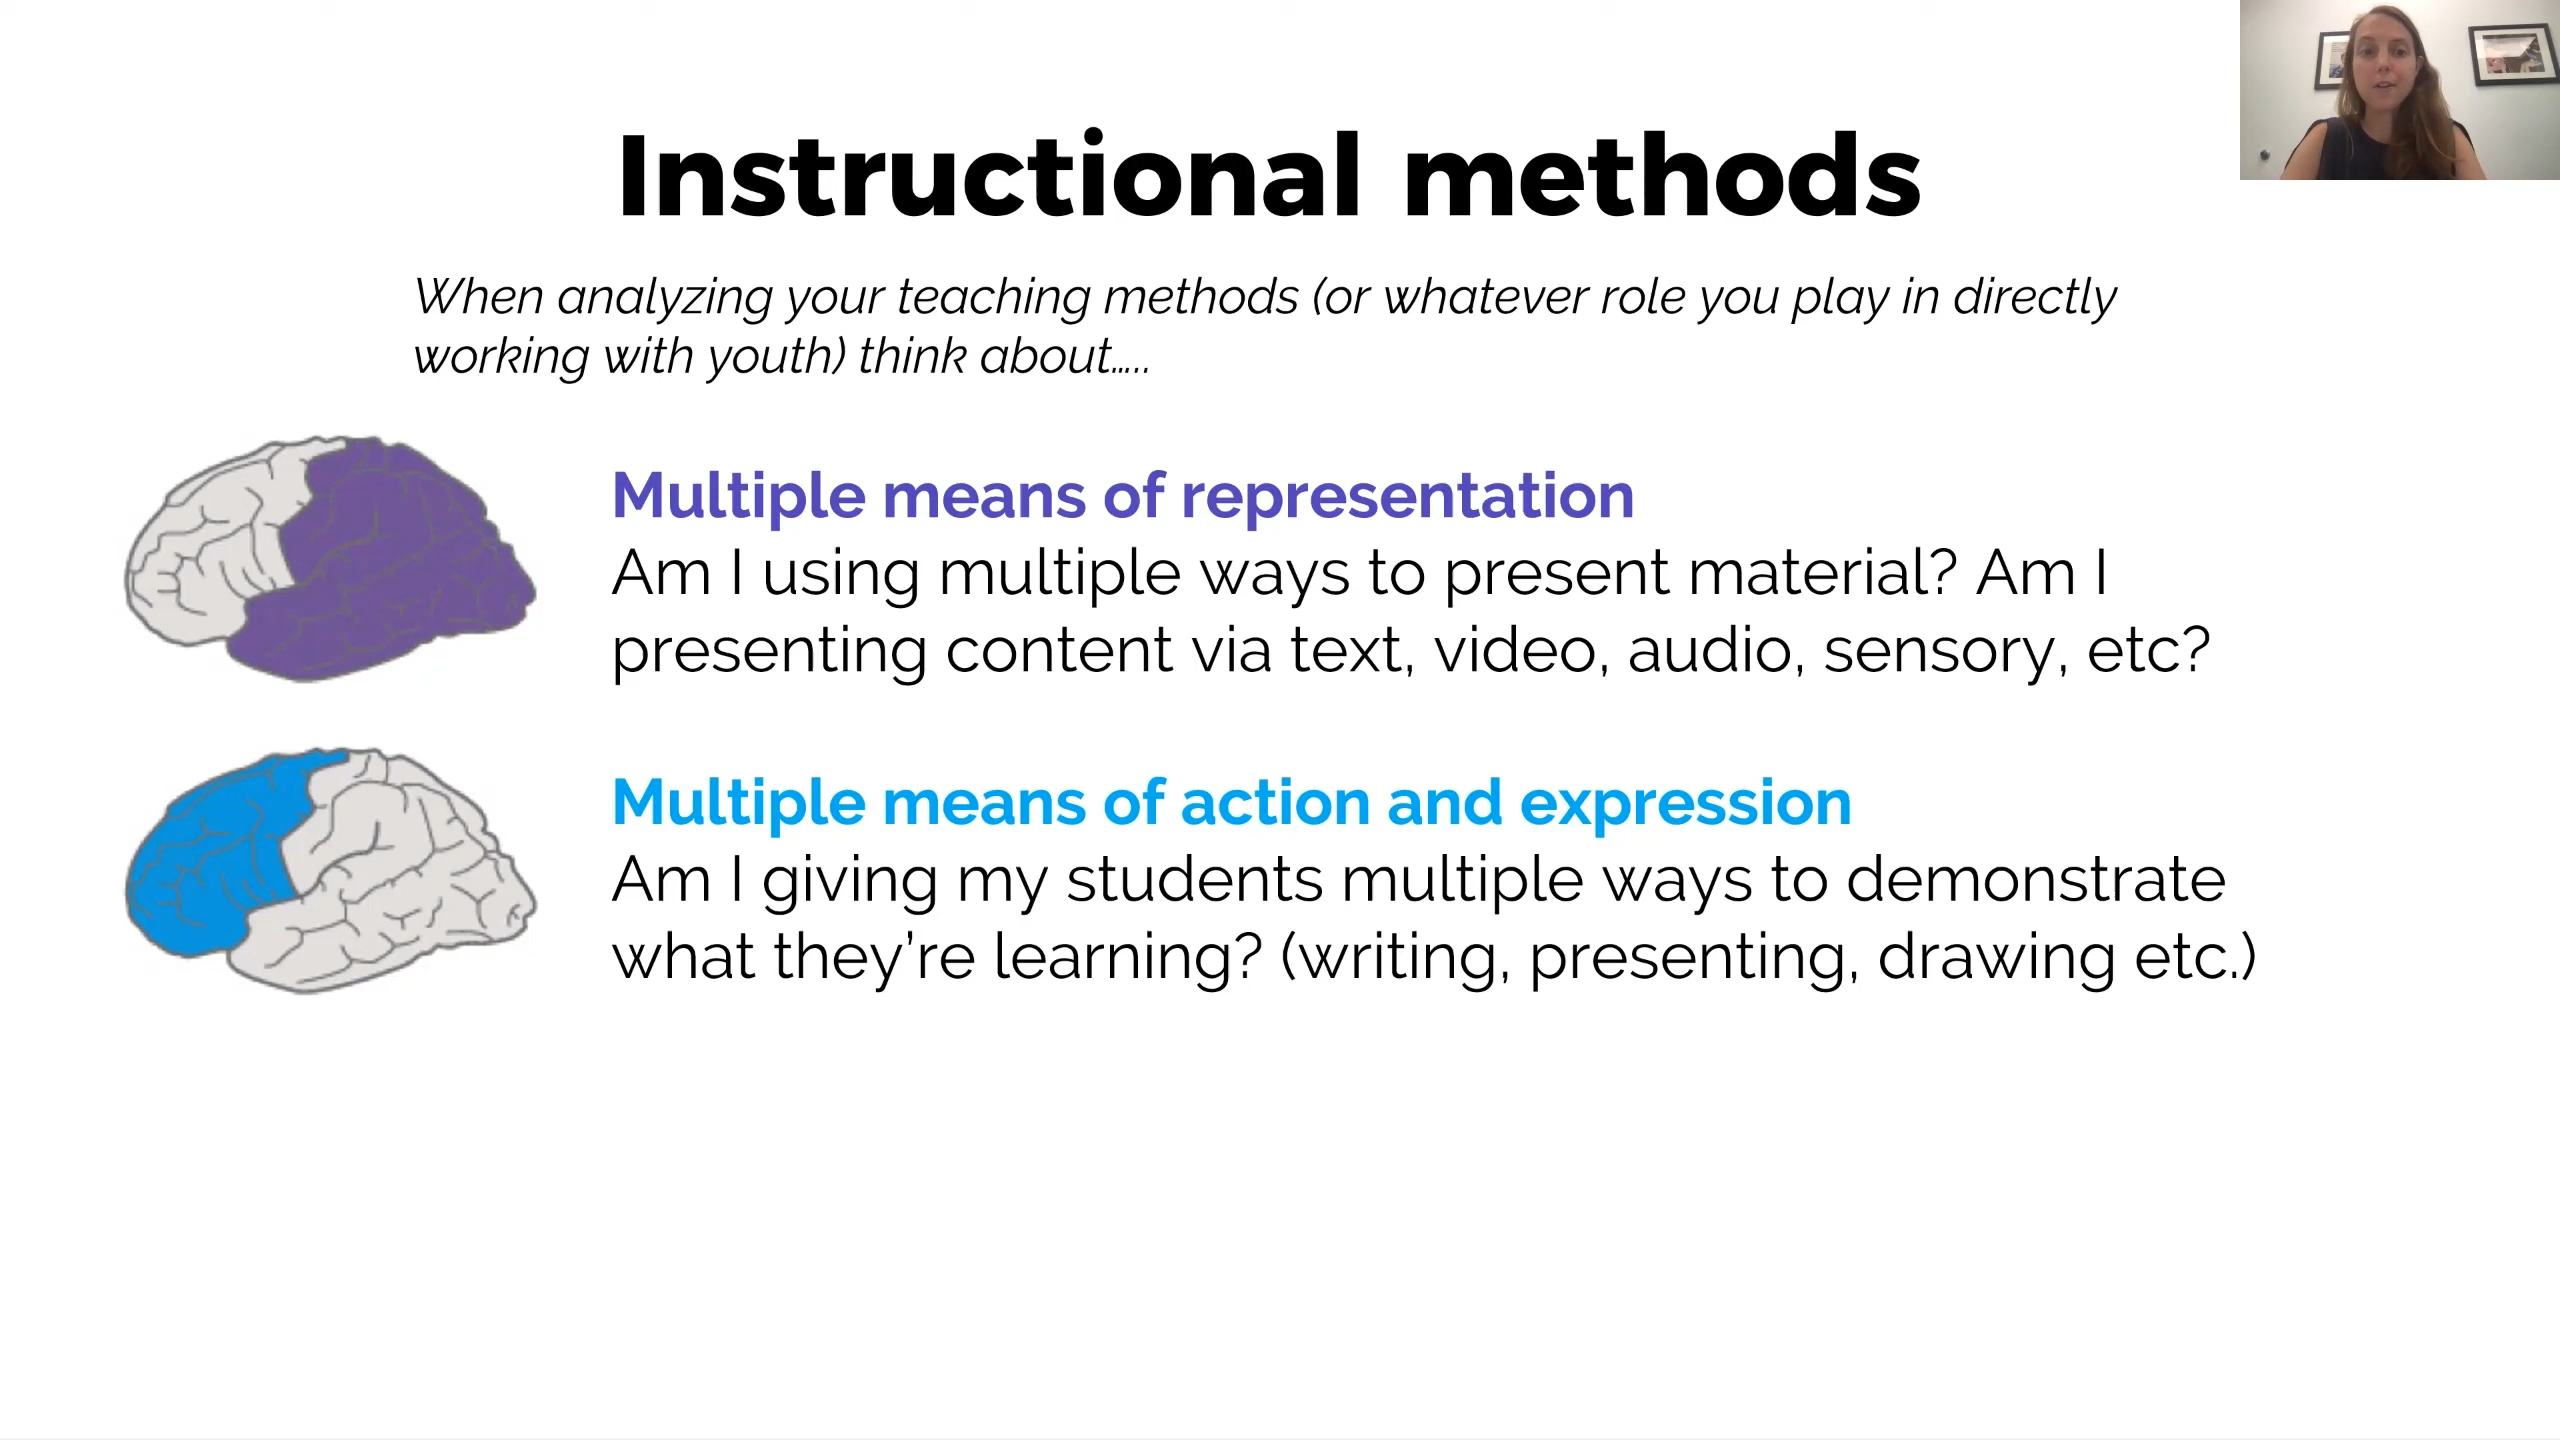 Instructional methods
When analyzing your teaching methods (or whatever role you play in directly
working with youth) think about.....
Multiple means of representation
Am I using multiple ways to present material? Am I
presenting content via text, video, audio, sensory, etc?
Multiple means of action and expression
Am I giving my students multiple ways to demonstrate
what they’re learning? (writing, presenting, drawing etc.)